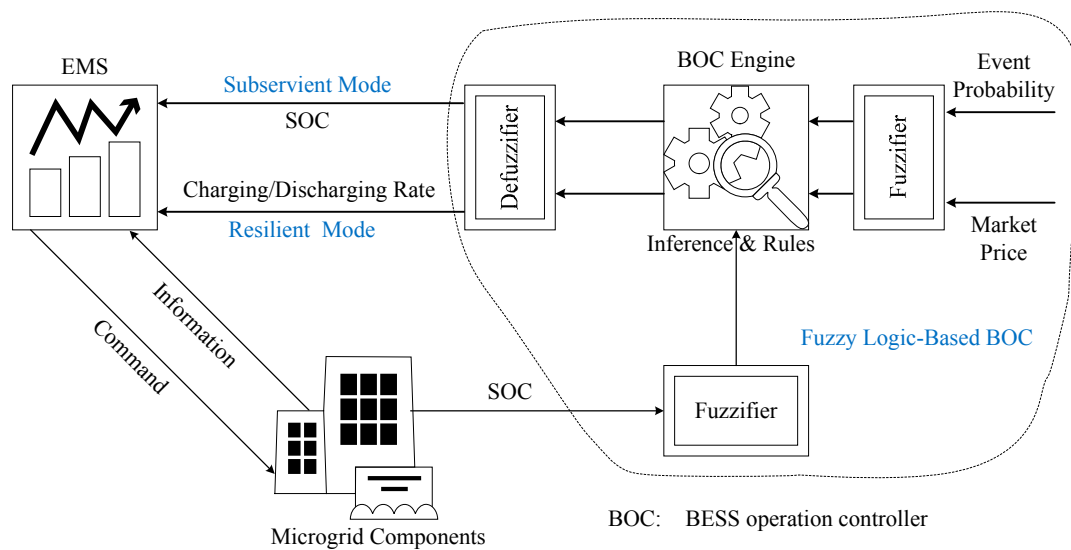 EMS
Subservient Mode
SOC
Charging/Discharging Rate
Resilient Mode
Defuzzifier
BOC Engine
Inference & Rules
Fuzzifier
Event
Probability
Market
Price
Information
Command
SOC
Fuzzifier
Fuzzy Logic-Based BOC
Microgrid Components
BOC: BESS operation controller